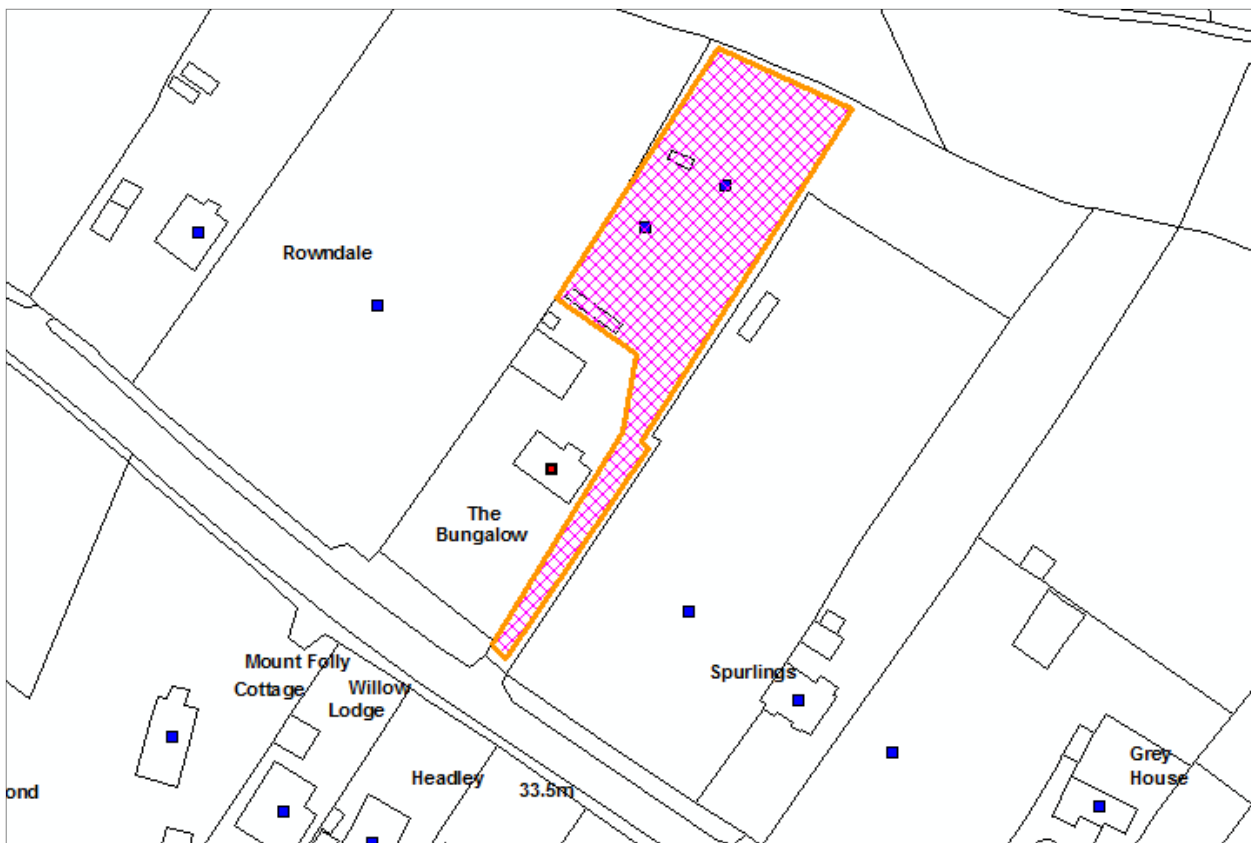 Rowndale
The
Bungalow
Mount Folly
Cottage
Willow
Lodge
Spurlings
Headley
33.5m
Grey
House
ond